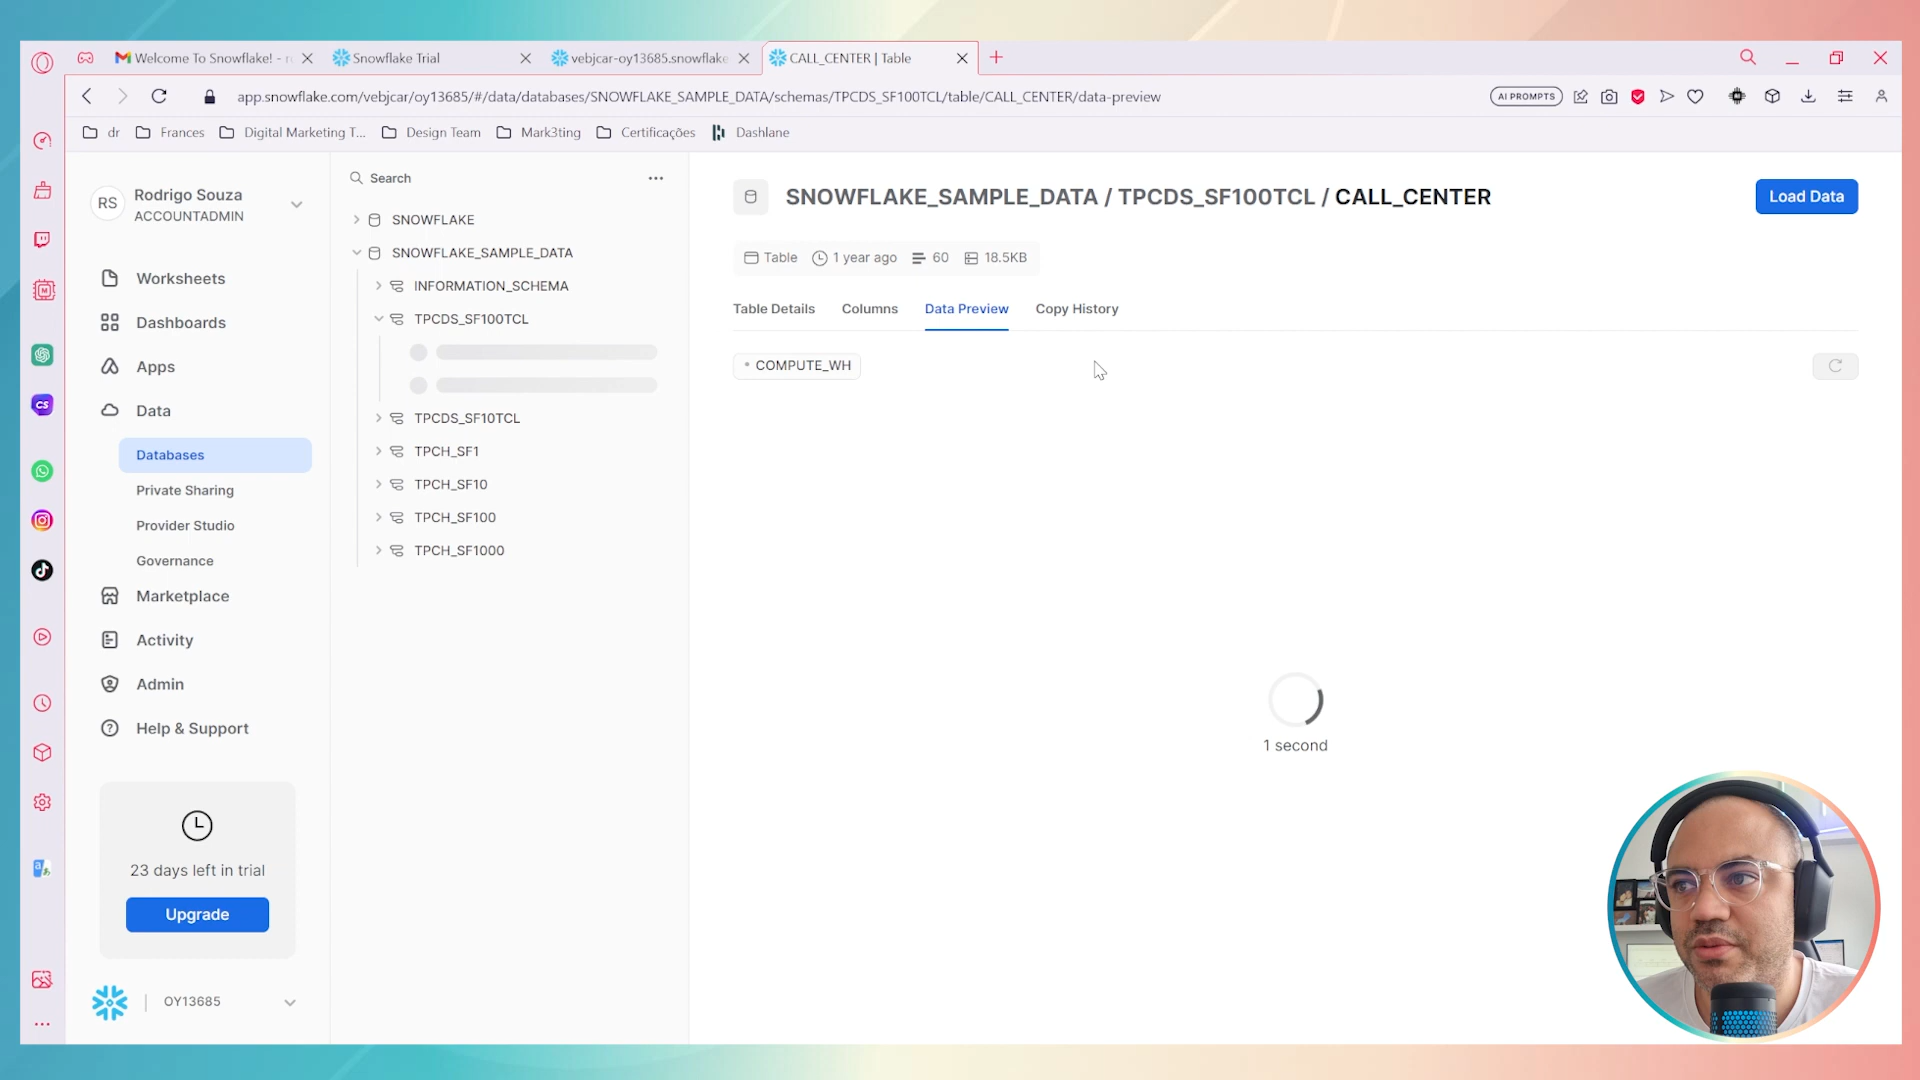 Welcome To Snowflake! - r
Snowflake Trial
vebjcar-oy13685.snowflake
CALL_CENTER | Table
app.snowflake.com/vebjcar/oy13685/#/data/databases/SNOWFLAKE_SAMPLE_DATA/schemas/TPCDS_SF100TCL/table/CALL_CENTER/data-preview
AI PROMPTS
dr
Frances
Digital Marketing T...
Design Team
Mark3ting
Certificações
Dashlane
RS
Rodrigo Souza
ACCOUNTADMIN
Worksheets
Dashboards
Apps
Data
Databases
Private Sharing
Provider Studio
Governance
Marketplace
Activity
Admin
Help & Support
23 days left in trial
Upgrade
OY13685
Search
SNOWFLAKE
SNOWFLAKE_SAMPLE_DATA
INFORMATION_SCHEMA
TPCDS_SF100TCL
TPCDS_SF10TCL
TPCH_SF1
TPCH_SF10
TPCH_SF100
TPCH_SF1000
SNOWFLAKE_SAMPLE_DATA / TPCDS_SF100TCL / CALL_CENTER
Load Data
Table
1 year ago
60
18.5KB
Table Details
Columns
Data Preview
Copy History
COMPUTE_WH
1 second
CS
M